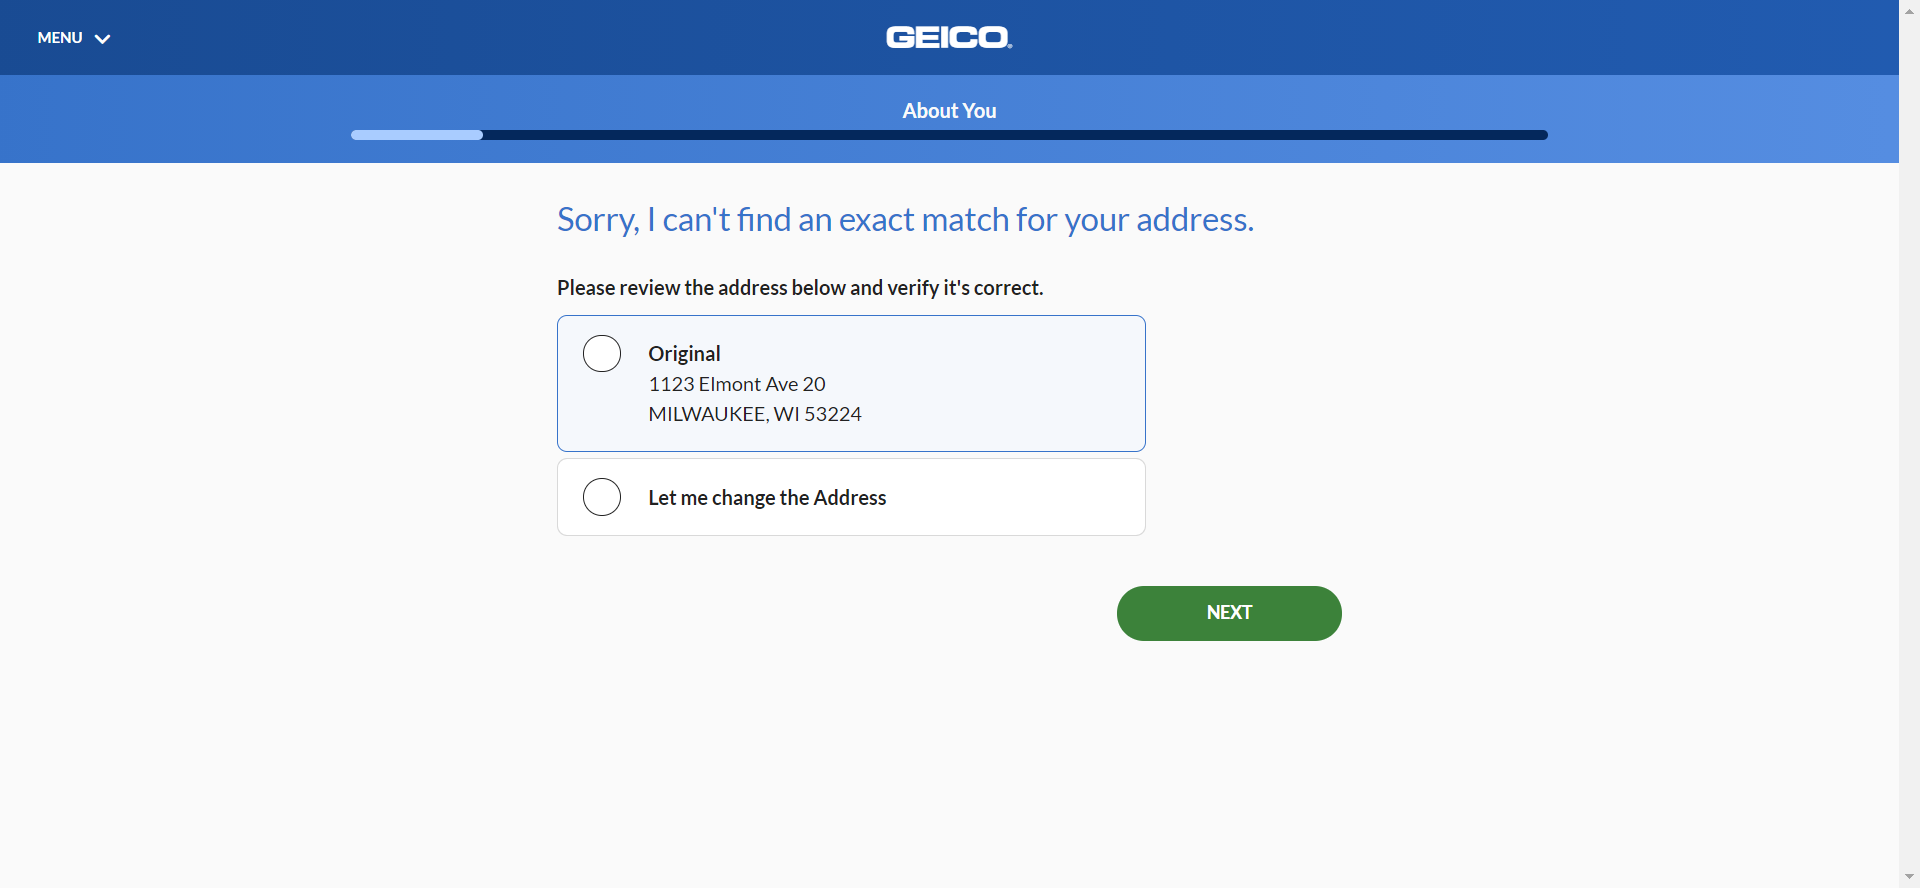 MENU
GEICO
About You
Sorry, I can't find an exact match for your address.
Please review the address below and verify it's correct.
Original
1123 Elmont Ave 20
MILWAUKEE, WI 53224
Let me change the Address
NEXT